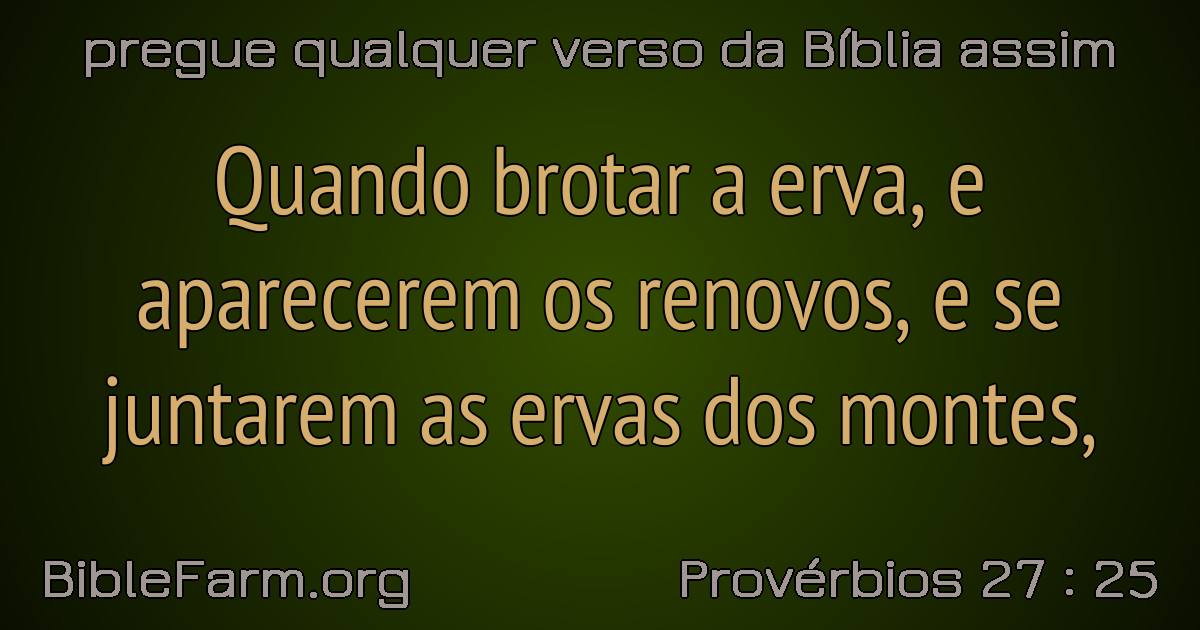 pregue qualquer verso da Bíblia assim
Quando brotar a erva, e
aparecerem os renovos, e se
juntarem as ervas dos montes,
BibleFarm.org
Provérbios 27 : 25